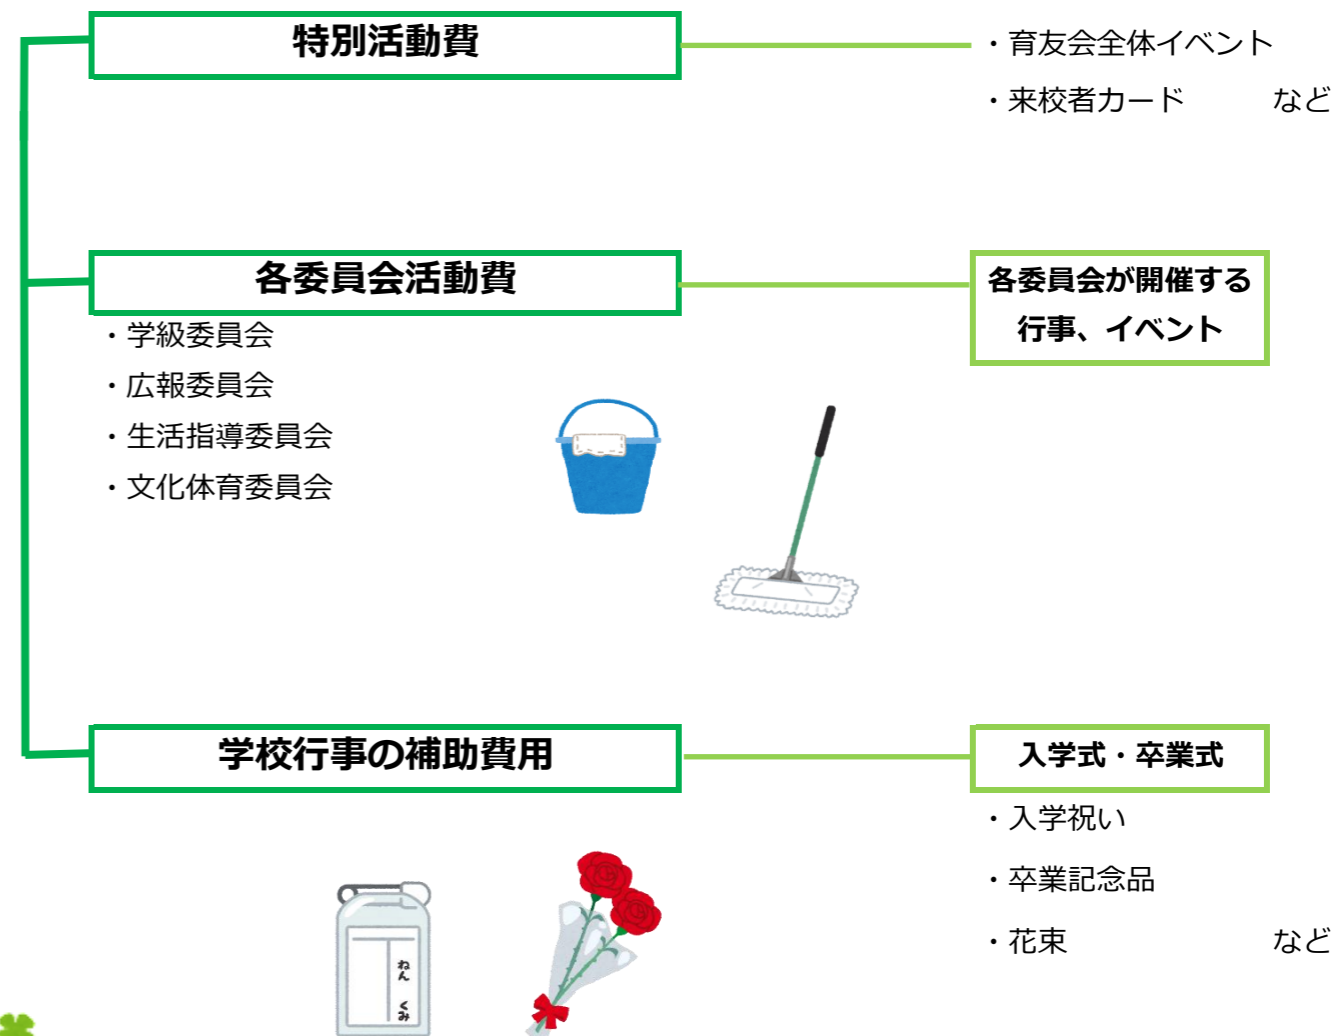 特別活動費
・育友会全体イベント
・来校者カード　　　など
各委員会活動費
・学級委員会
・広報委員会
・生活指導委員会
・文化体育委員会
各委員会が開催する
行事、イベント
学校行事の補助費用
入学式・卒業式
・入学祝い
・卒業記念品
・花束　　　　　　　など
ねん　くみ